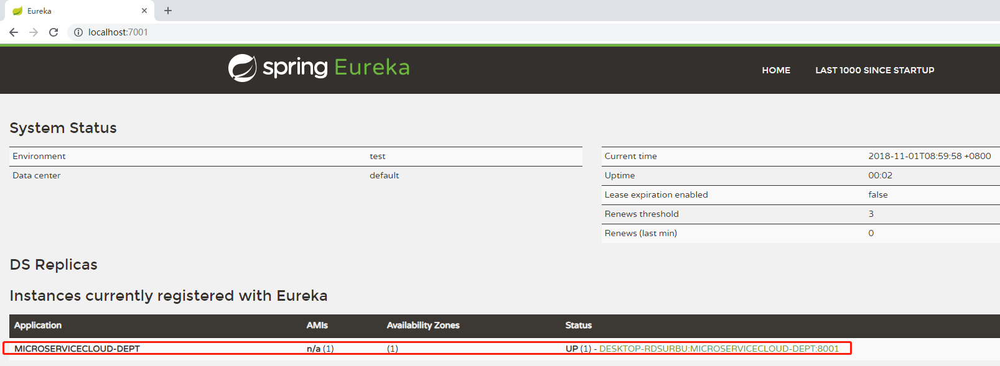 Eureka
localhost:7001
spring Eureka
HOME LAST 1000 SINCE STARTUP
System Status
Environment test
Data center default
Current time 2018-11-01T08:59:58 +0800
Uptime 00:02
Lease expiration enabled false
Renews threshold 3
Renews (last min) 0
DS Replicas
Instances currently registered with Eureka
Application AMIs Availability Zones Status
MICROSERVICECLOUD-DEPT n/a (1) (1) UP (1) - DESKTOP-RDSURBU:MICROSERVICECLOUD-DEPT:8001